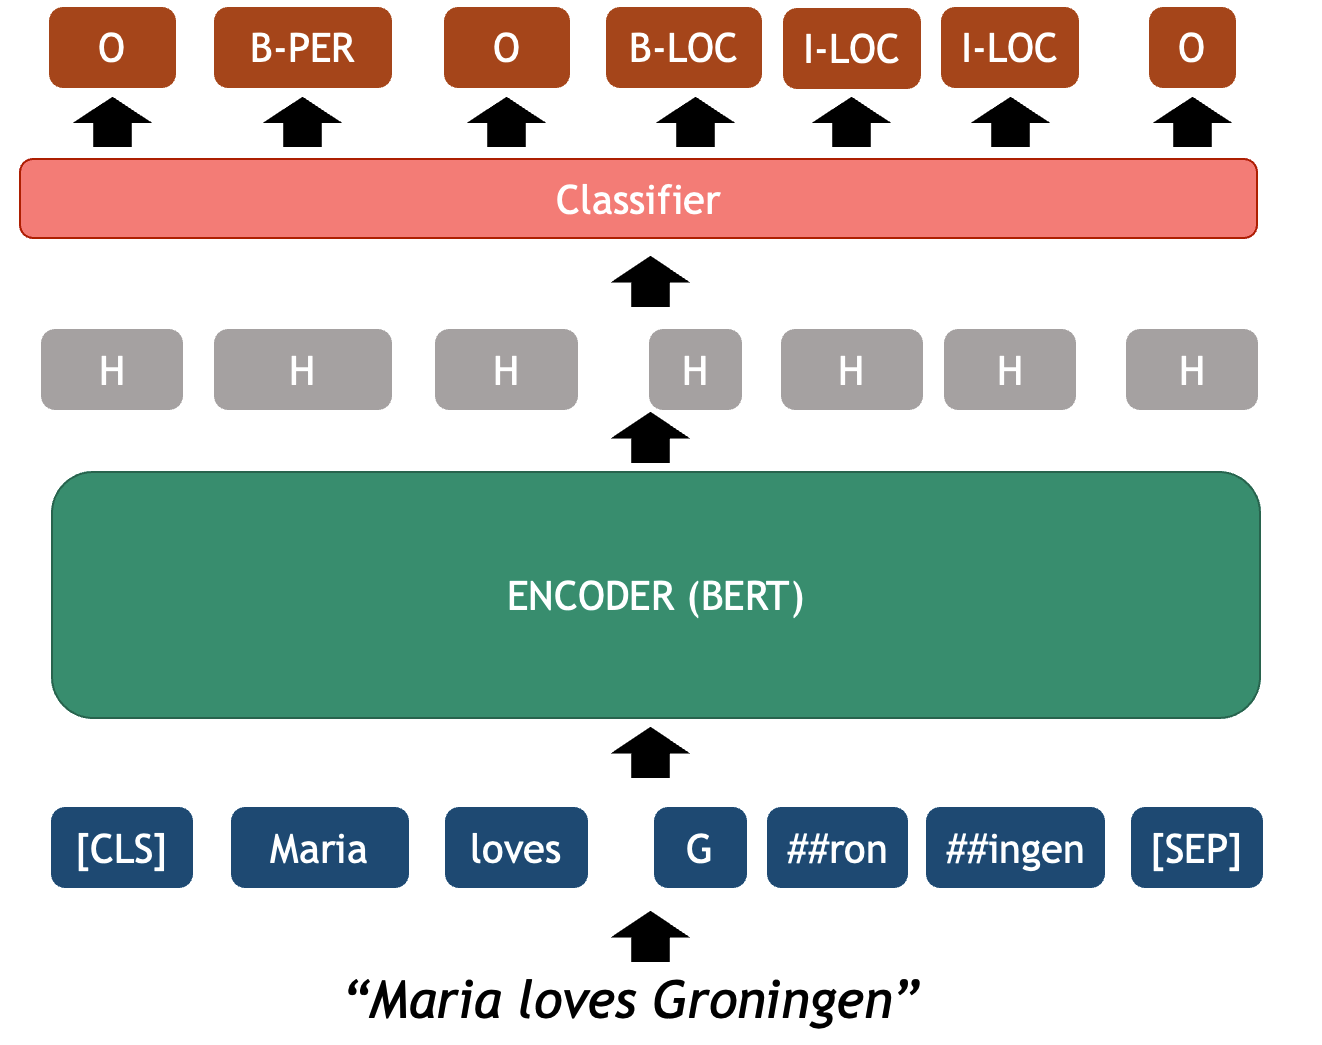 O B-PER O B-LOC I-LOC I-LOC O
Classifier
H H H H H H H
ENCODER (BERT)
[CLS] Maria loves G ##ron ##ingen [SEP]
“Maria loves Groningen”